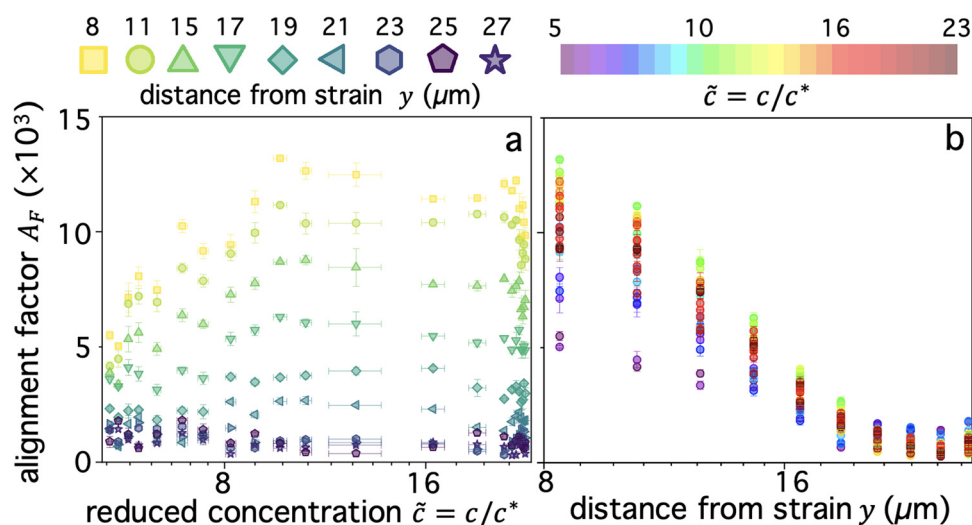 8 11 15 17 19 21 23 25 27
distance from strain y (μm)
5 10 16 23
c̃ = c/c*
alignment factor A_F (×10³)
15
10
5
0
a
8 16
reduced concentration c̃ = c/c*
b
8 16
distance from strain y (μm)